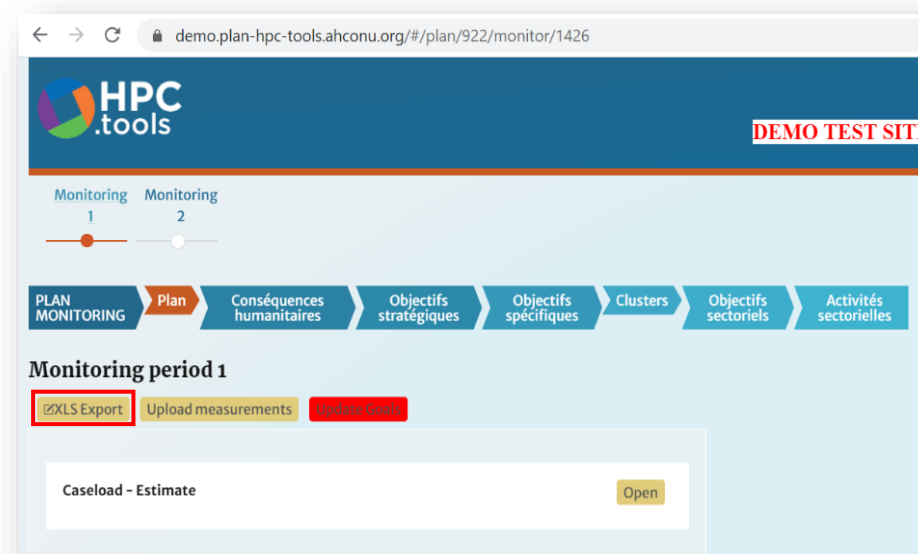 demo.plan-hpc-tools.ahconu.org/#/plan/922/monitor/1426
HPC
.tools
DEMO TEST SIT
Monitoring
1
Monitoring
2
PLAN
MONITORING
Plan
Conséquences
humanitaires
Objectifs
stratégiques
Objectifs
spécifiques
Clusters
Objectifs
sectoriels
Activités
sectorielles
Monitoring period 1
XLS Export
Upload measurements
Update Goals
Caseload - Estimate
Open